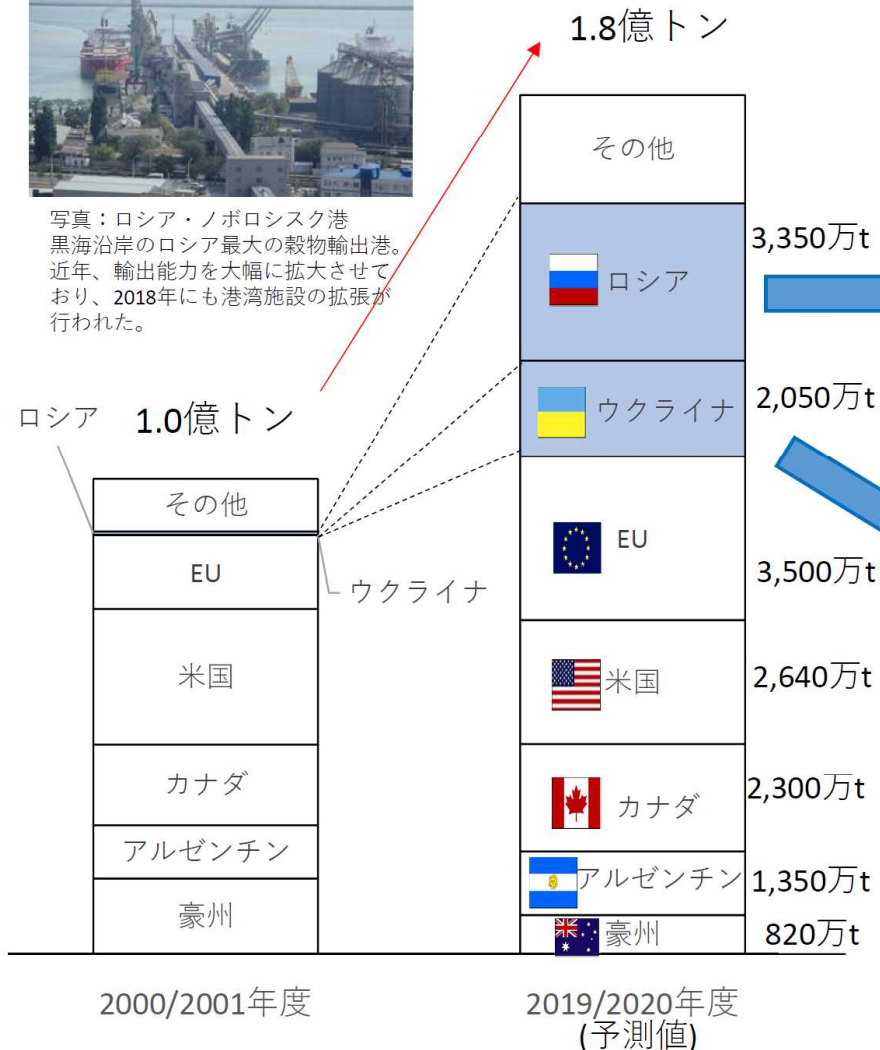 1.8億トン
写真：ロシア・ノボロシスク港
黒海沿岸のロシア最大の穀物輸出港。
近年、輸出能力を大幅に拡大させて
おり、2018年にも港湾施設の拡張が
行われた。
ロシア
1.0億トン
その他
EU
ウクライナ
米国
カナダ
アルゼンチン
豪州
2000/2001年度
その他
ロシア
3,350万t
ウクライナ
2,050万t
EU
3,500万t
米国
2,640万t
カナダ
2,300万t
アルゼンチン
1,350万t
豪州
820万t
2019/2020年度
(予測値)